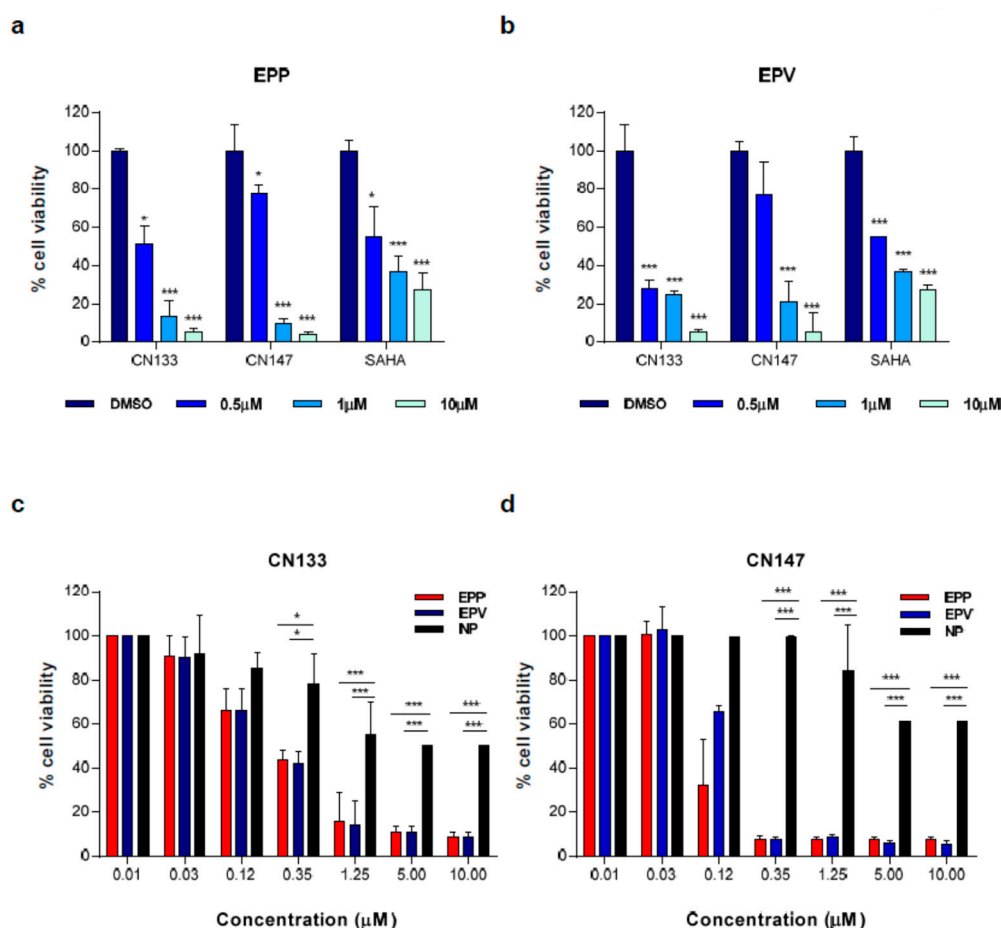 a
EPP
% cell viability
120
100
80
60
40
20
0
*
***
***
*
***
***
*
***
***
CN133 CN147 SAHA
DMSO 0.5μM 1μM 10μM
b
EPV
% cell viability
120
100
80
60
40
20
0
***
***
***
***
***
***
***
***
CN133 CN147 SAHA
DMSO 0.5μM 1μM 10μM
c
CN133
% cell viability
120
100
80
60
40
20
0
EPP
EPV
NP
*
*
***
***
***
***
***
***
0.01 0.03 0.12 0.35 1.25 5.00 10.00
Concentration (μM)
d
CN147
% cell viability
120
100
80
60
40
20
0
EPP
EPV
NP
***
***
***
***
***
***
***
***
0.01 0.03 0.12 0.35 1.25 5.00 10.00
Concentration (μM)